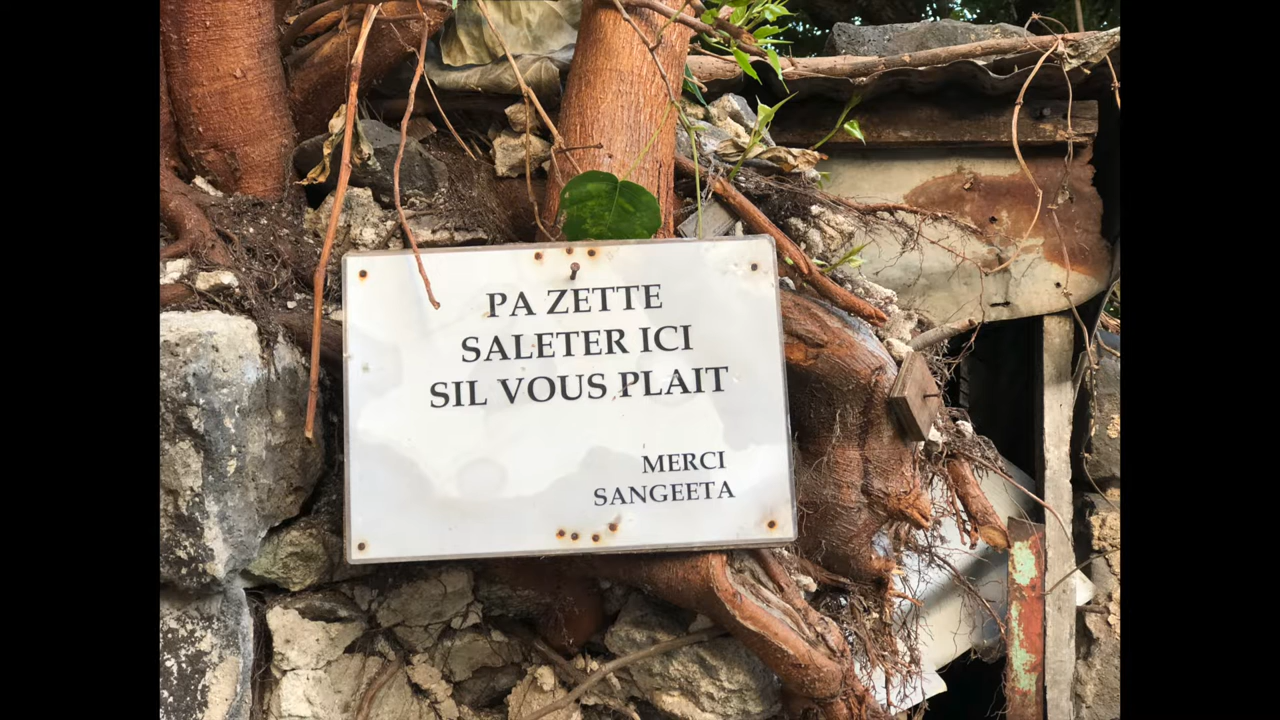 PA ZETTE
SALETER ICI
SIL VOUS PLAIT
MERCI
SANGEETA